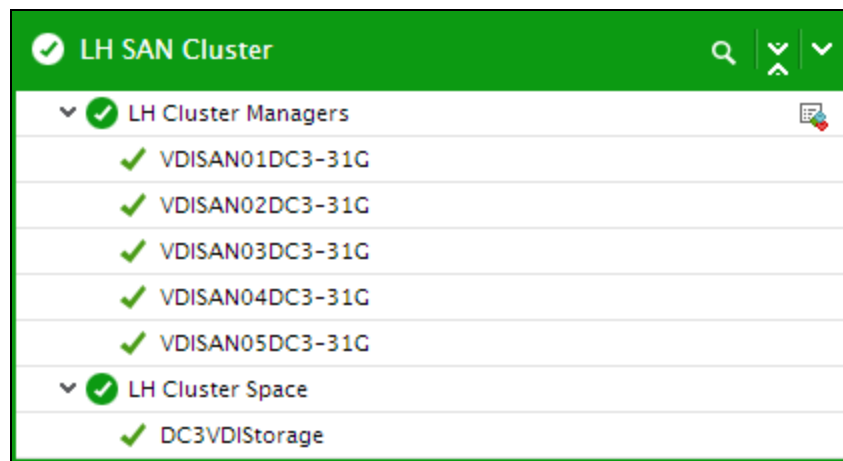 LH SAN Cluster
LH Cluster Managers
VDISAN01DC3-31G
VDISAN02DC3-31G
VDISAN03DC3-31G
VDISAN04DC3-31G
VDISAN05DC3-31G
LH Cluster Space
DC3VDIStorage